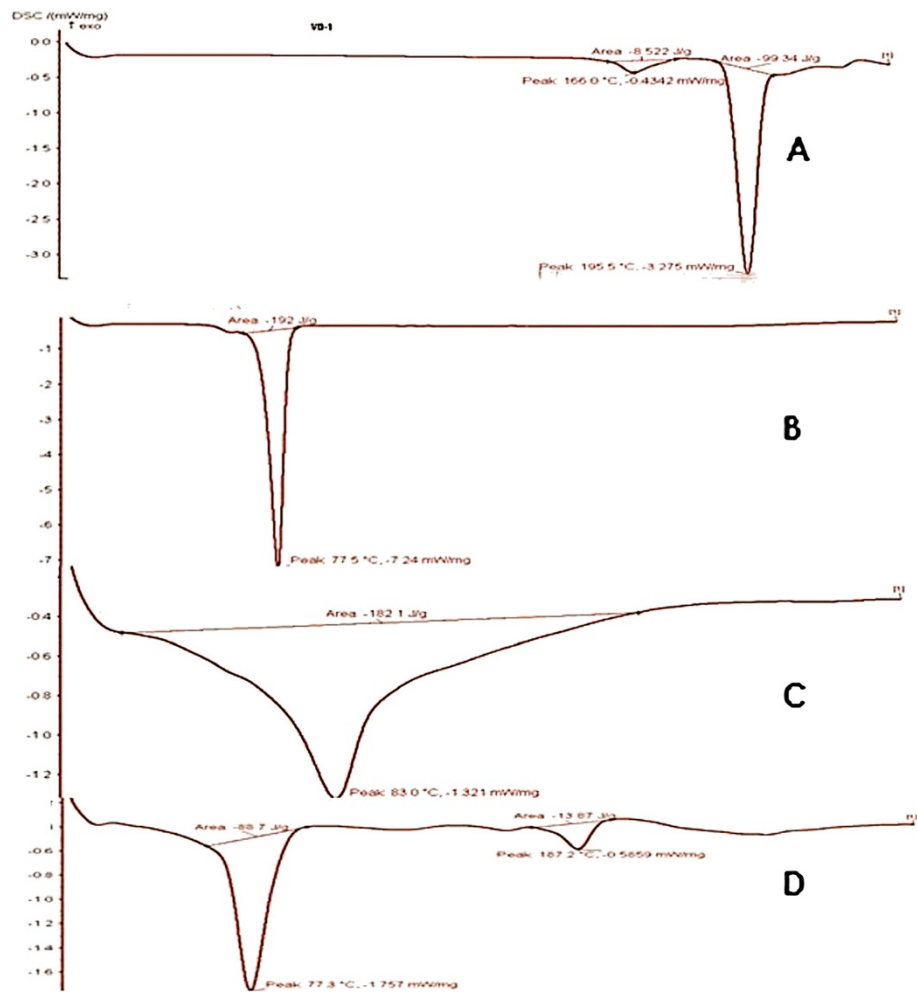 DSC /(mW/mg)
↑ exo
VB-1
0.0
-0.5
-1.0
-1.5
-2.0
-2.5
-3.0
Area -8.522 J/g
Area -99.34 J/g
[1]
Peak: 166.0 °C, -0.4342 mW/mg
A
Peak: 195.5 °C, -3.275 mW/mg
Area -192 J/g
[1]
-1
-2
-3
-4
-5
-6
-7
B
Peak: 77.5 °C, -7.24 mW/mg
Area -182.1 J/g
[1]
-0.4
-0.6
-0.8
-1.0
-1.2
C
Peak: 83.0 °C, -1.321 mW/mg
Area -88.7 J/g
Area -13.87 J/g
-0.6
-0.8
-1.0
-1.2
-1.4
-1.6
Peak: 187.2 °C, -0.5859 mW/mg
D
Peak: 77.3 °C, -1.757 mW/mg